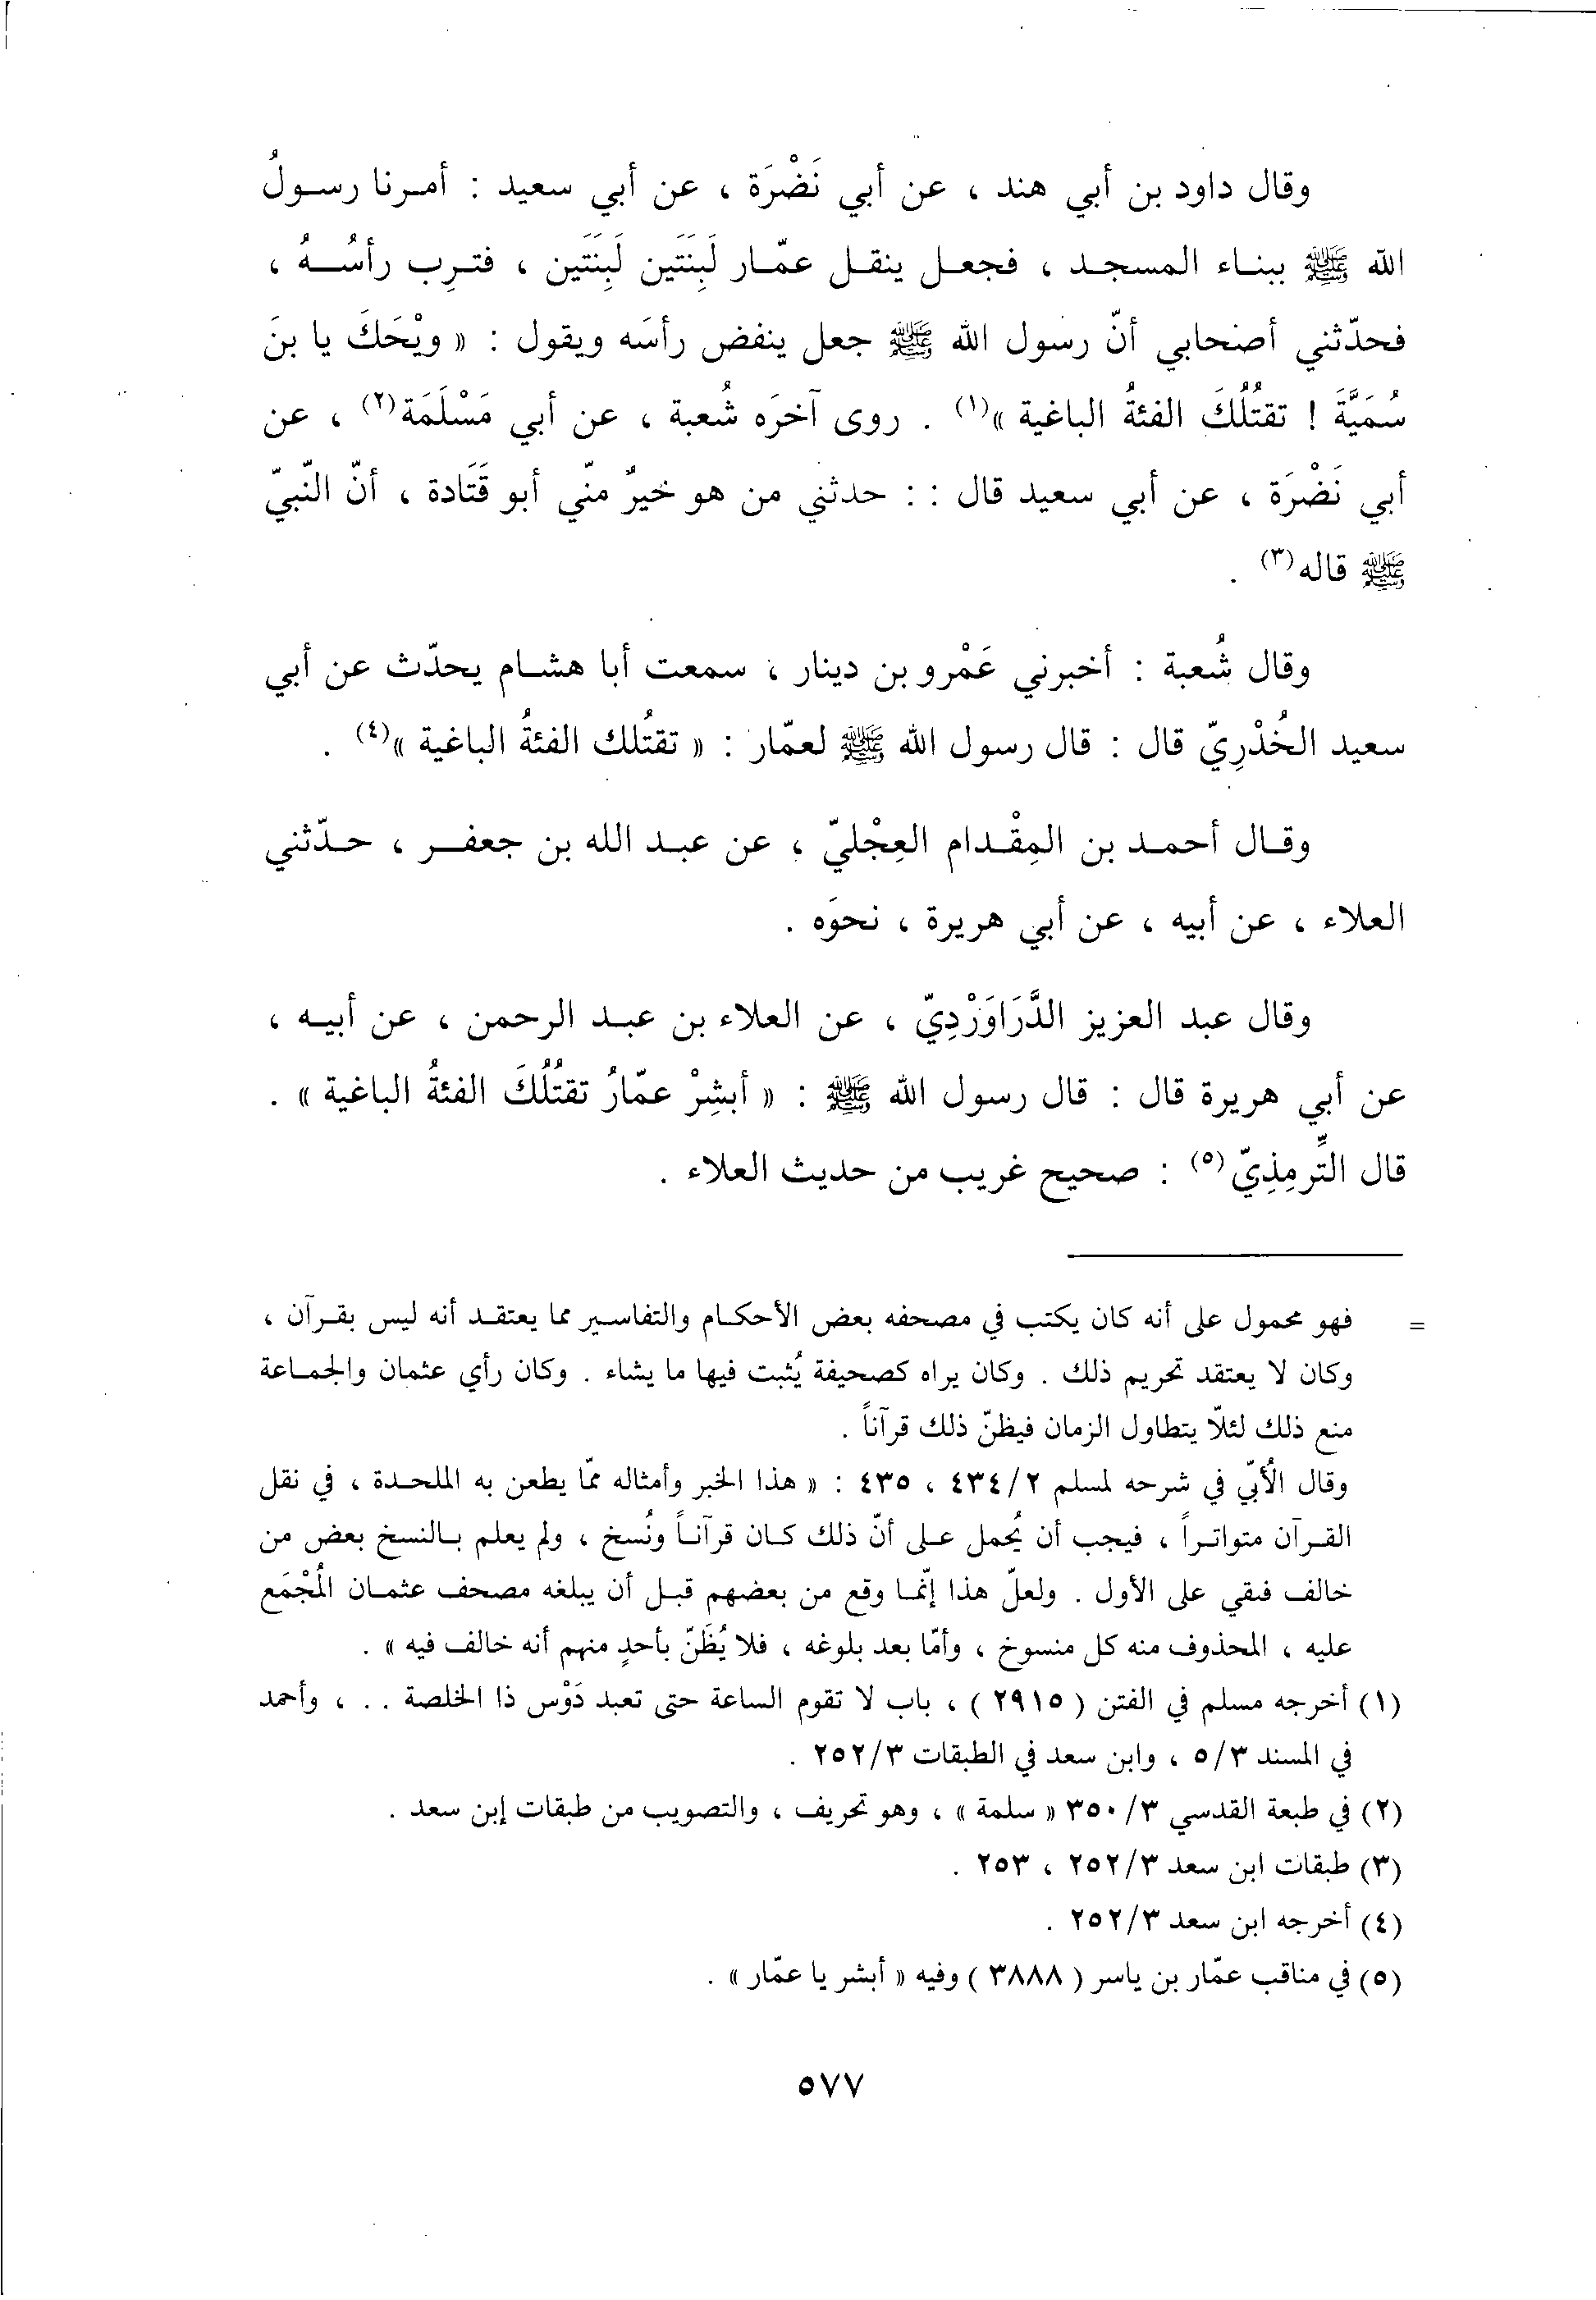 وقال داود بن أبي هند ، عن أبي نَضْرَة ، عن أبي سعيد : أمرنا رسولُ
الله ﷺ ببناء المسجد ، فجعل ينقل عمّار لَبِنَتَين لَبِنَتَين ، فترِب رأسُهُ ،
فحدّثني أصحابي أنّ رسول الله ﷺ جعل ينفض رأسَه ويقول : « ويْحَكَ يا بنَ
سُمَيَّةَ ! تقتُلُكَ الفئةُ الباغية »(١) . روى آخرَه شُعبة ، عن أبي مَسْلَمَة(٢) ، عن
أبي نَضْرَة ، عن أبي سعيد قال : : حدثني من هو خيرٌ منّي أبو قَتَادة ، أنّ النّبيّ
ﷺ قاله(٣) .
وقال شُعبة : أخبرني عَمْرو بن دينار ، سمعت أبا هشام يحدّث عن أبي
سعيد الخُدْرِيّ قال : قال رسول الله ﷺ لعمّار : « تقتُلك الفئةُ الباغية »(٤) .
وقال أحمد بن المِقْدام العِجْليّ ، عن عبد الله بن جعفر ، حدّثني
العلاء ، عن أبيه ، عن أبي هريرة ، نحوَه .
وقال عبد العزيز الدَّرَاوَرْدِيّ ، عن العلاء بن عبد الرحمن ، عن أبيه ،
عن أبي هريرة قال : قال رسول الله ﷺ : « أبشِرْ عمّارُ تقتُلُكَ الفئةُ الباغية » .
قال التِّرمِذِيّ(٥) : صحيح غريب من حديث العلاء .
= فهو محمول على أنه كان يكتب في مصحفه بعض الأحكام والتفاسير مما يعتقد أنه ليس بقرآن ،
وكان لا يعتقد تحريم ذلك . وكان يراه كصحيفة يُثبت فيها ما يشاء . وكان رأي عثمان والجماعة
منع ذلك لئلّا يتطاول الزمان فيظنّ ذلك قرآناً .
وقال الأُبّي في شرحه لمسلم ٤٣٤/٢ ، ٤٣٥ : « هذا الخبر وأمثاله ممّا يطعن به الملحدة ، في نقل
القرآن متواتراً ، فيجب أن يُحمل على أنّ ذلك كان قرآناً ونُسخ ، ولم يعلم بالنسخ بعض من
خالف فبقي على الأول . ولعلّ هذا إنّما وقع من بعضهم قبل أن يبلغه مصحف عثمان المُجْمَع
عليه ، المحذوف منه كل منسوخ ، وأمّا بعد بلوغه ، فلا يُظَنّ بأحدٍ منهم أنه خالف فيه » .
(١) أخرجه مسلم في الفتن ( ٢٩١٥ ) ، باب لا تقوم الساعة حتى تعبد دَوْس ذا الخلصة . . ، وأحمد
في المسند ٥/٣ ، وابن سعد في الطبقات ٢٥٢/٣ .
(٢) في طبعة القدسي ٣٥٠/٣ « سلمة » ، وهو تحريف ، والتصويب من طبقات إبن سعد .
(٣) طبقات ابن سعد ٢٥٢/٣ ، ٢٥٣ .
(٤) أخرجه ابن سعد ٢٥٢/٣ .
(٥) في مناقب عمّار بن ياسر ( ٣٨٨٨ ) وفيه « أبشر يا عمّار » .
٥٧٧